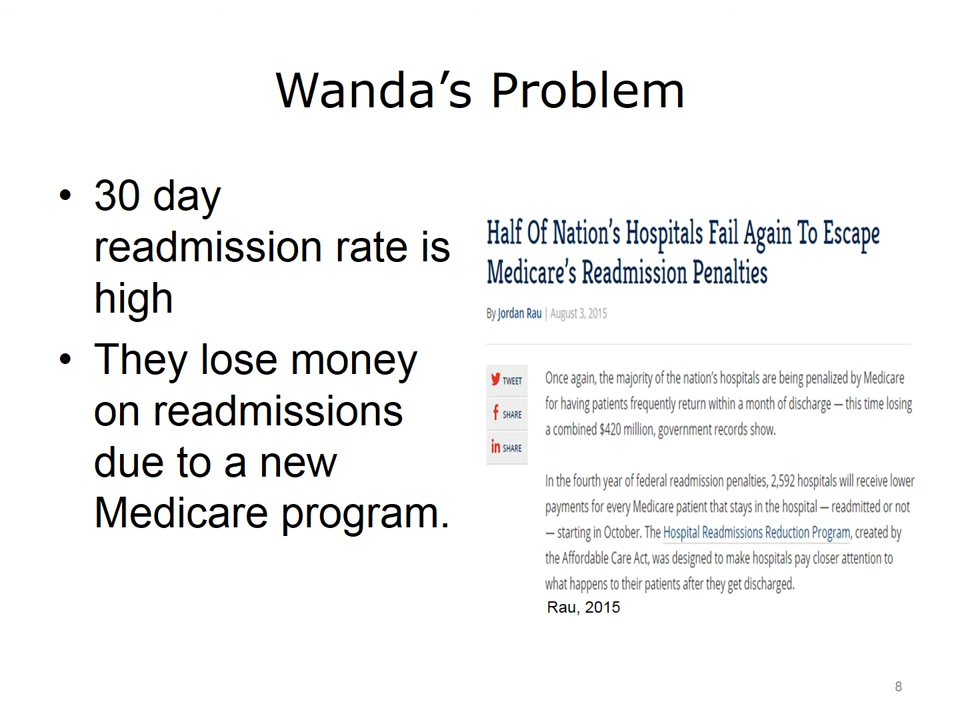 Wanda’s Problem
• 30 day
readmission rate is
high
• They lose money
on readmissions
due to a new
Medicare program.
Half Of Nation’s Hospitals Fail Again To Escape
Medicare’s Readmission Penalties
By Jordan Rau | August 3, 2015
TWEET
SHARE
in SHARE
Once again, the majority of the nation’s hospitals are being penalized by Medicare
for having patients frequently return within a month of discharge — this time losing
a combined $420 million, government records show.
In the fourth year of federal readmission penalties, 2,592 hospitals will receive lower
payments for every Medicare patient that stays in the hospital — readmitted or not
— starting in October. The Hospital Readmissions Reduction Program, created by
the Affordable Care Act, was designed to make hospitals pay closer attention to
what happens to their patients after they get discharged.
Rau, 2015
8